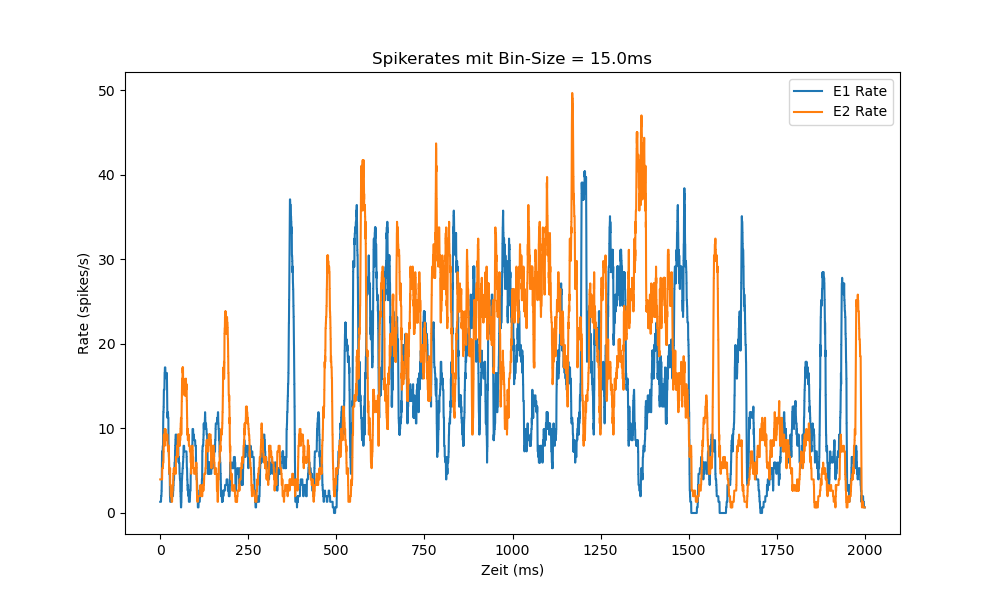 Spikerates mit Bin-Size = 15.0ms
E1 Rate
E2 Rate
Rate (spikes/s)
50
40
30
20
10
0
0 250 500 750 1000 1250 1500 1750 2000
Zeit (ms)